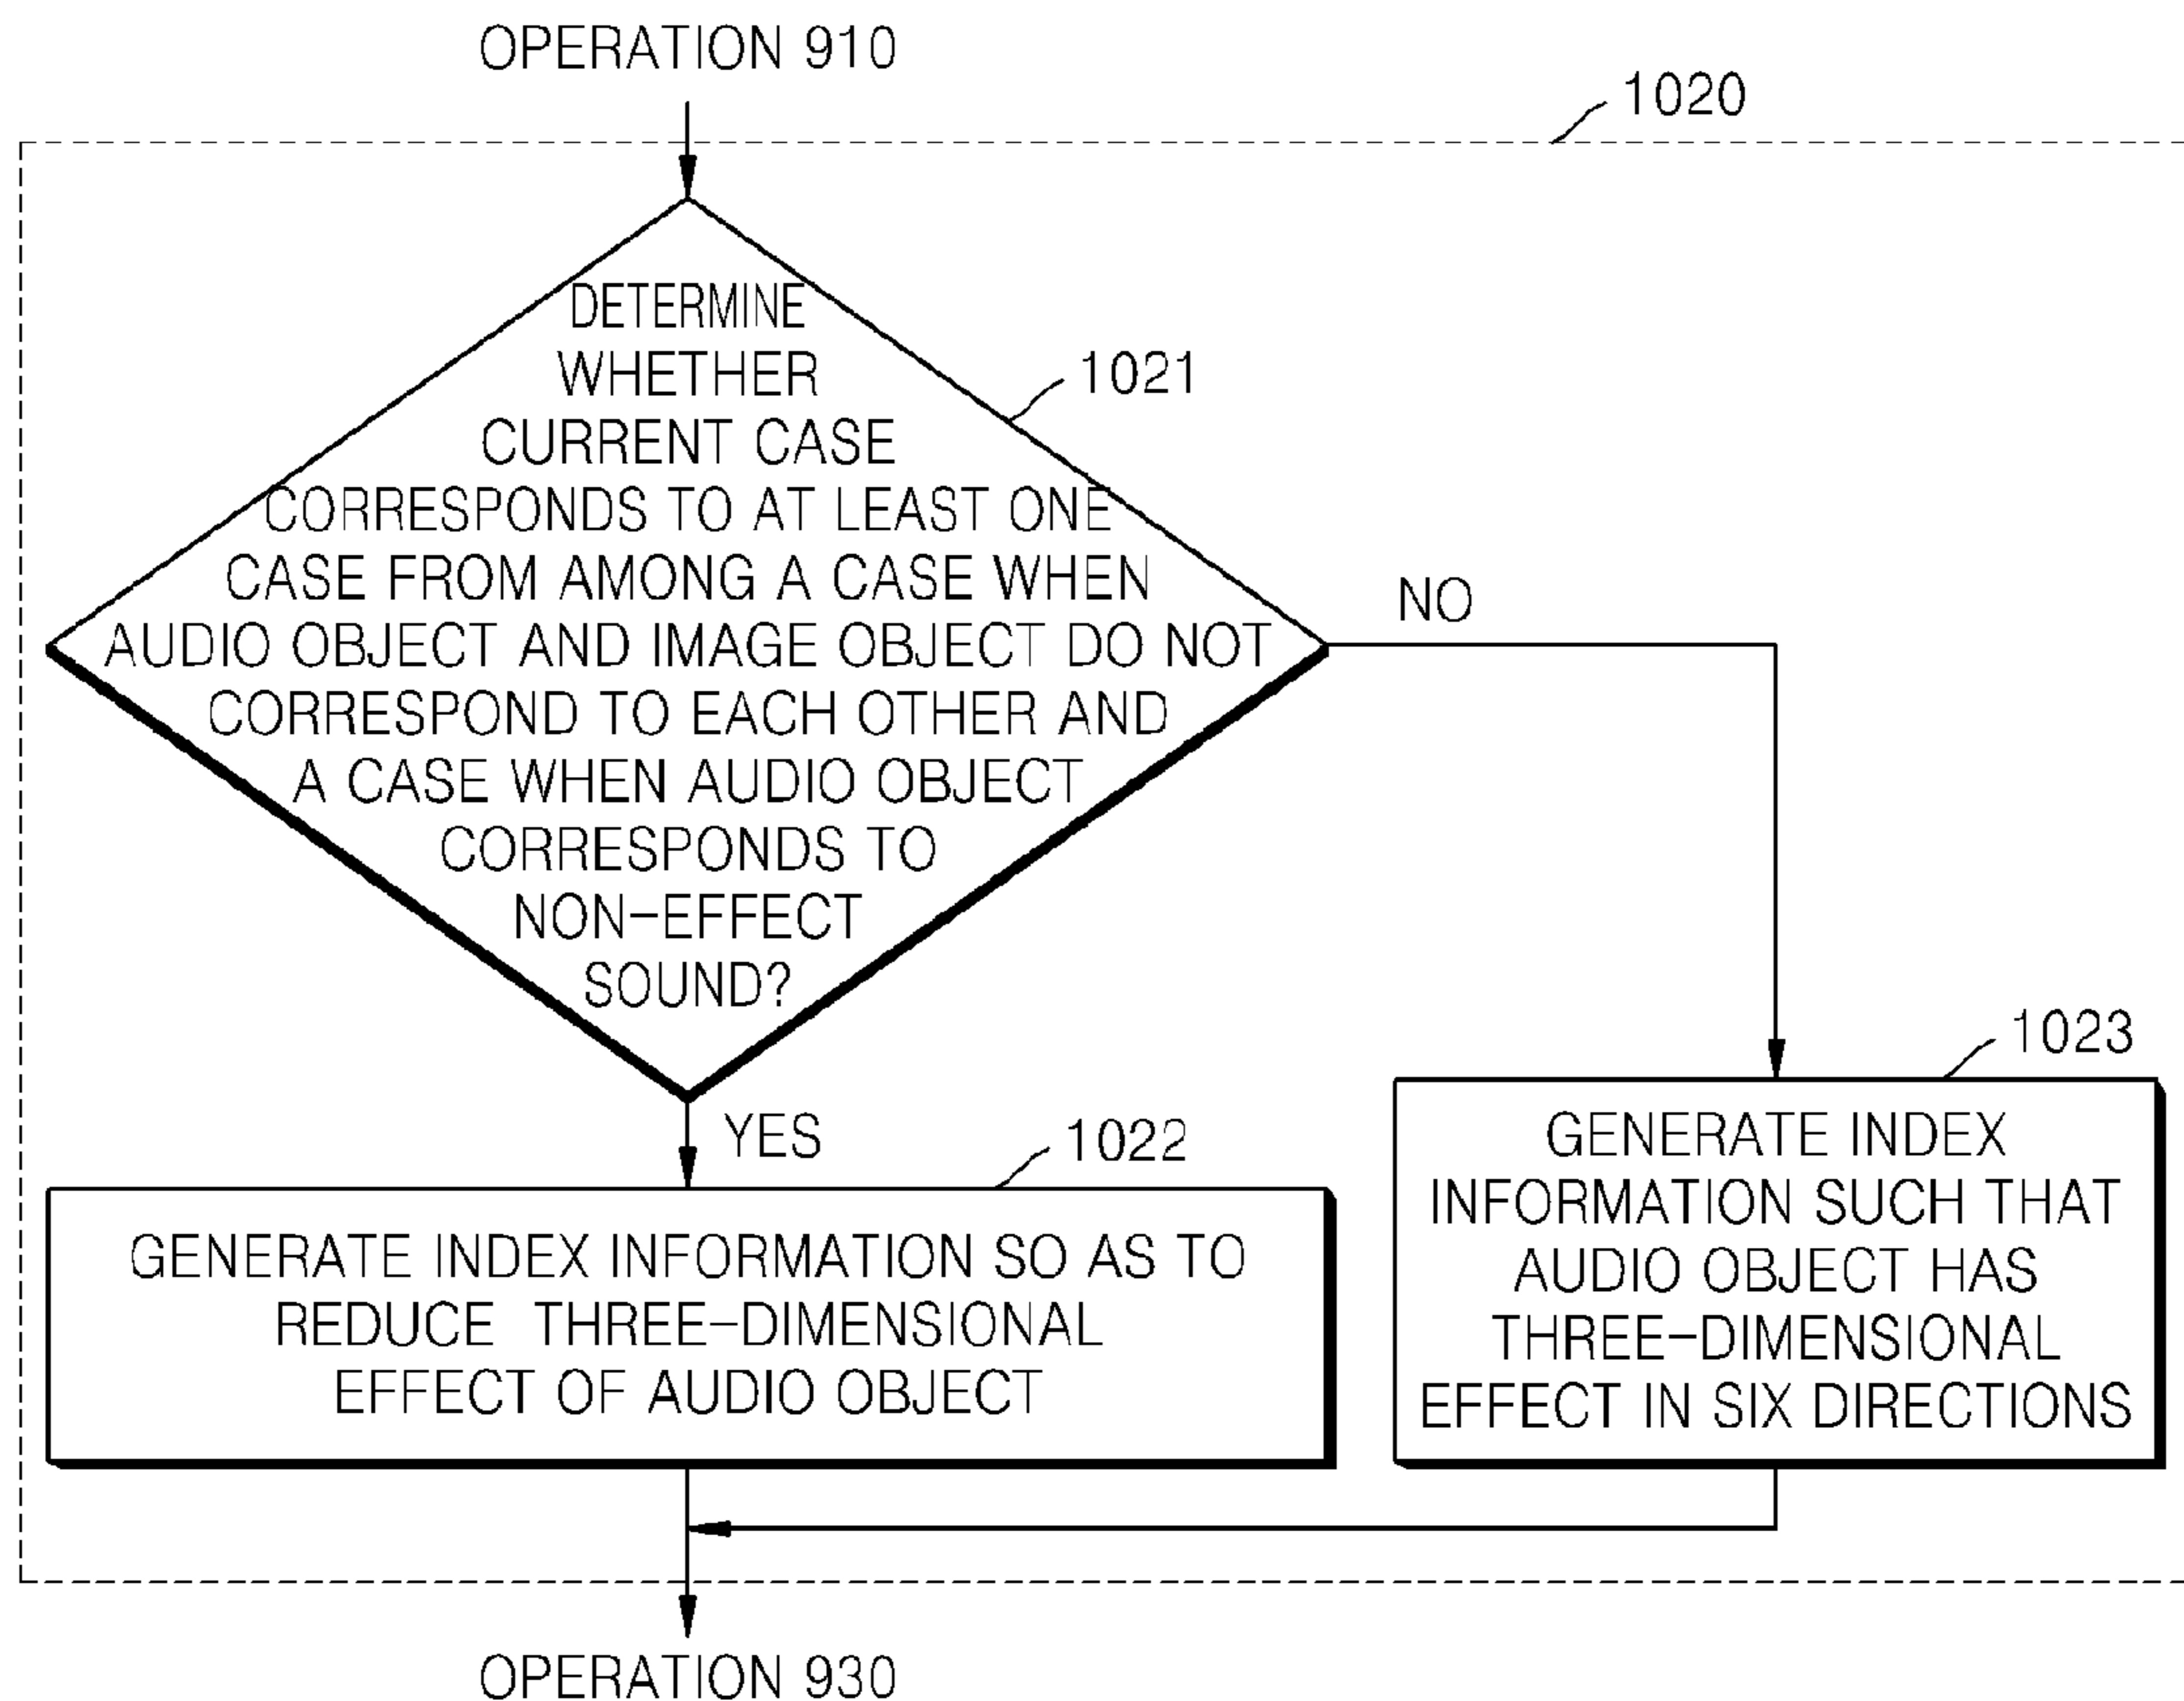 OPERATION 910
1020
DETERMINE
WHETHER
1021
CURRENT CASE
CORRESPONDS TO AT LEAST ONE
CASE FROM AMONG A CASE WHEN
AUDIO OBJECT AND IMAGE OBJECT DO NOT
CORRESPOND TO EACH OTHER AND
A CASE WHEN AUDIO OBJECT
CORRESPONDS TO
NON-EFFECT
SOUND?
NO
YES
1022
GENERATE INDEX INFORMATION SO AS TO
REDUCE THREE-DIMENSIONAL
EFFECT OF AUDIO OBJECT
1023
GENERATE INDEX
INFORMATION SUCH THAT
AUDIO OBJECT HAS
THREE-DIMENSIONAL
EFFECT IN SIX DIRECTIONS
OPERATION 930